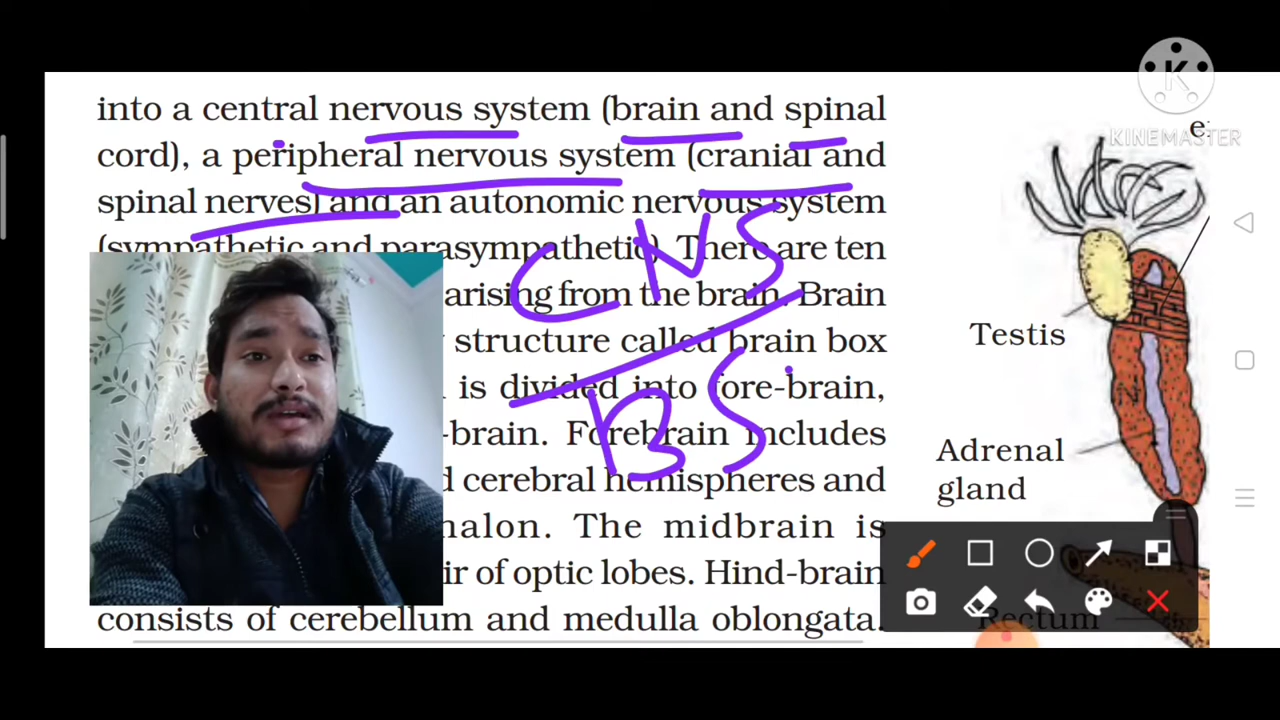 into a central nervous system (brain and spinal
cord), a peripheral nervous system (cranial and
spinal nerves) and an autonomic nervous system
(sympathetic and parasympathetic). There are ten
arising from the brain. Brain
structure called brain box
is divided into fore-brain,
-brain. Forebrain includes
cerebral hemispheres and
The midbrain is
of optic lobes. Hind-brain
consists of cerebellum and medulla oblongata.
CNS
BS
K
KINEMASTER
Testis
Adrenal
gland
Rectum